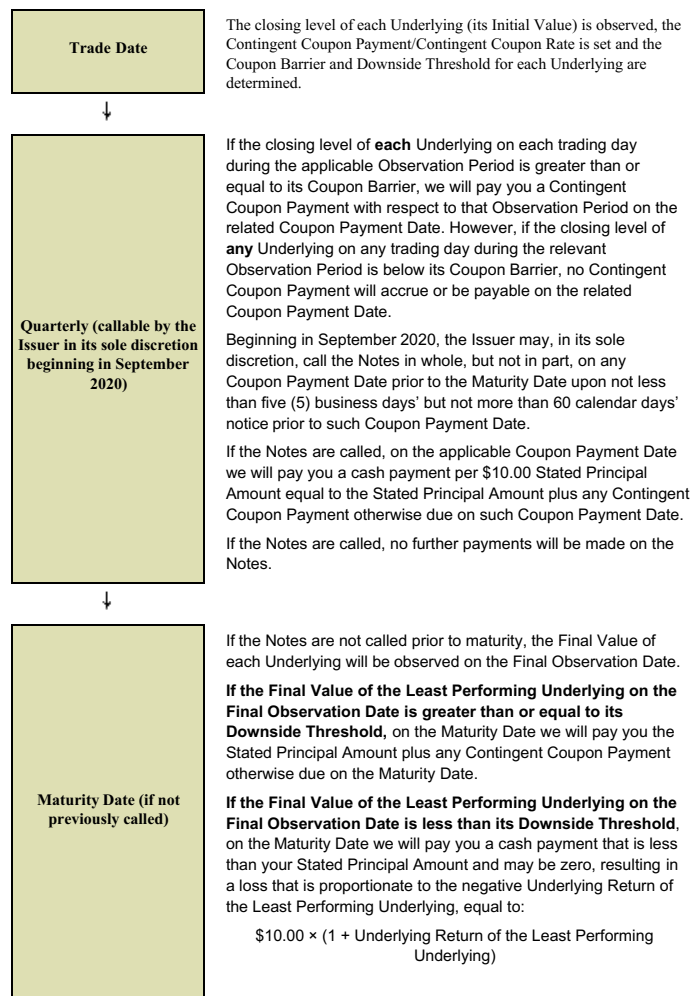 Trade Date
The closing level of each Underlying (its Initial Value) is observed, the
Contingent Coupon Payment/Contingent Coupon Rate is set and the
Coupon Barrier and Downside Threshold for each Underlying are
determined.
Quarterly (callable by the
Issuer in its sole discretion
beginning in September
2020)
If the closing level of each Underlying on each trading day
during the applicable Observation Period is greater than or
equal to its Coupon Barrier, we will pay you a Contingent
Coupon Payment with respect to that Observation Period on the
related Coupon Payment Date. However, if the closing level of
any Underlying on any trading day during the relevant
Observation Period is below its Coupon Barrier, no Contingent
Coupon Payment will accrue or be payable on the related
Coupon Payment Date.
Beginning in September 2020, the Issuer may, in its sole
discretion, call the Notes in whole, but not in part, on any
Coupon Payment Date prior to the Maturity Date upon not less
than five (5) business days’ but not more than 60 calendar days’
notice prior to such Coupon Payment Date.
If the Notes are called, on the applicable Coupon Payment Date
we will pay you a cash payment per $10.00 Stated Principal
Amount equal to the Stated Principal Amount plus any Contingent
Coupon Payment otherwise due on such Coupon Payment Date.
If the Notes are called, no further payments will be made on the
Notes.
Maturity Date (if not
previously called)
If the Notes are not called prior to maturity, the Final Value of
each Underlying will be observed on the Final Observation Date.
If the Final Value of the Least Performing Underlying on the
Final Observation Date is greater than or equal to its
Downside Threshold, on the Maturity Date we will pay you the
Stated Principal Amount plus any Contingent Coupon Payment
otherwise due on the Maturity Date.
If the Final Value of the Least Performing Underlying on the
Final Observation Date is less than its Downside Threshold,
on the Maturity Date we will pay you a cash payment that is less
than your Stated Principal Amount and may be zero, resulting in
a loss that is proportionate to the negative Underlying Return of
the Least Performing Underlying, equal to:
$10.00 × (1 + Underlying Return of the Least Performing
Underlying)